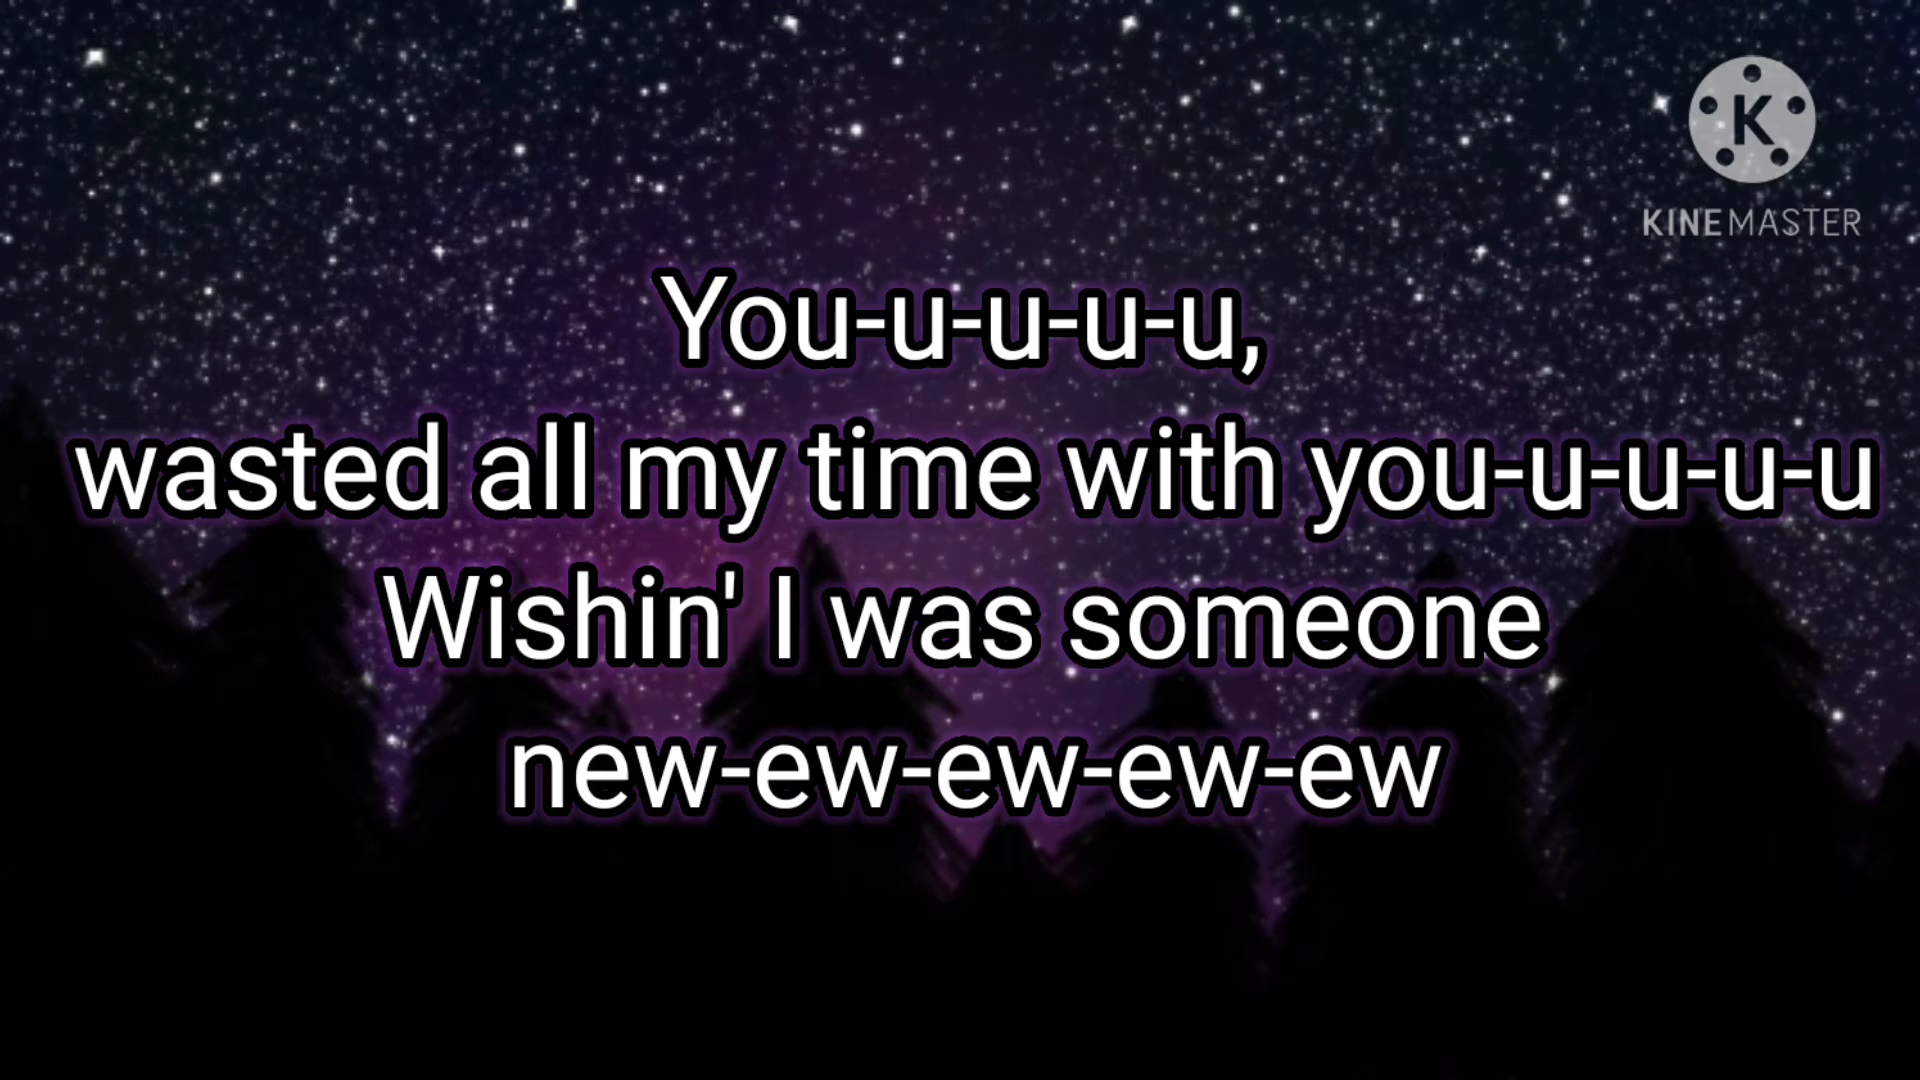 K
KINEMASTER
You-u-u-u-u,
wasted all my time with you-u-u-u-u
Wishin' I was someone
new-ew-ew-ew-ew